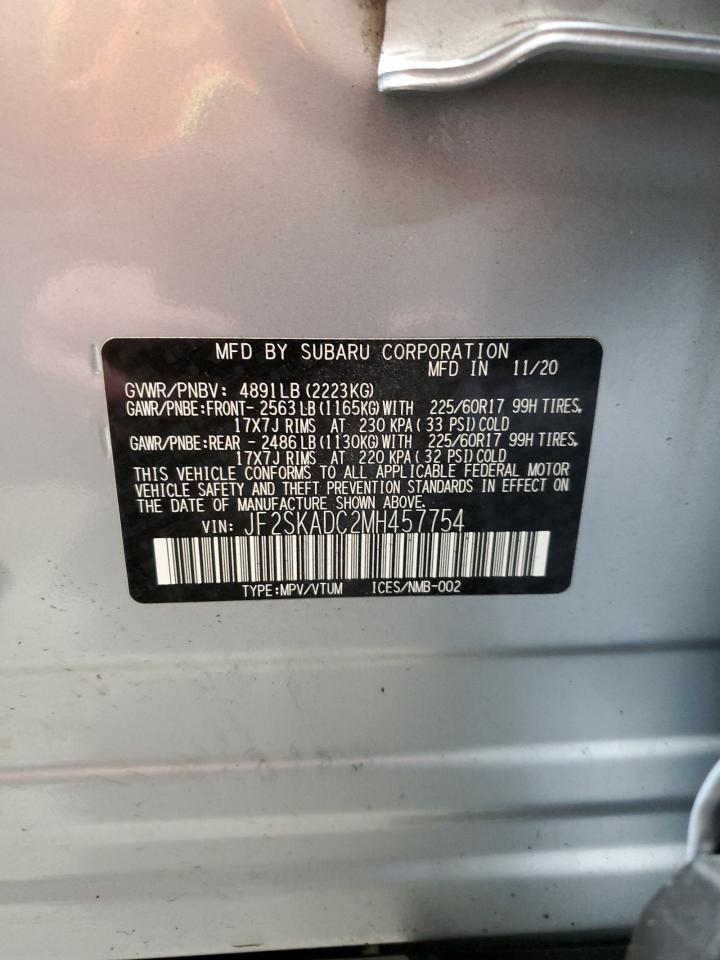 MFD BY SUBARU CORPORATION
MFD IN 11/20
GVWR/PNBV: 4891LB(2223KG)
GAWR/PNBE:FRONT- 2563LB(1165KG)WITH 225/60R17 99H TIRES,
17X7J RIMS AT 230 KPA(33 PSI)COLD
GAWR/PNBE:REAR - 2486LB(1130KG)WITH 225/60R17 99H TIRES,
17X7J RIMS AT 220 KPA(32 PSI)COLD
THIS VEHICLE CONFORMS TO ALL APPLICABLE FEDERAL MOTOR
VEHICLE SAFETY AND THEFT PREVENTION STANDARDS IN EFFECT ON
THE DATE OF MANUFACTURE SHOWN ABOVE.
VIN: JF2SKADC2MH457754
TYPE:MPV/VTUM ICES/NMB-002